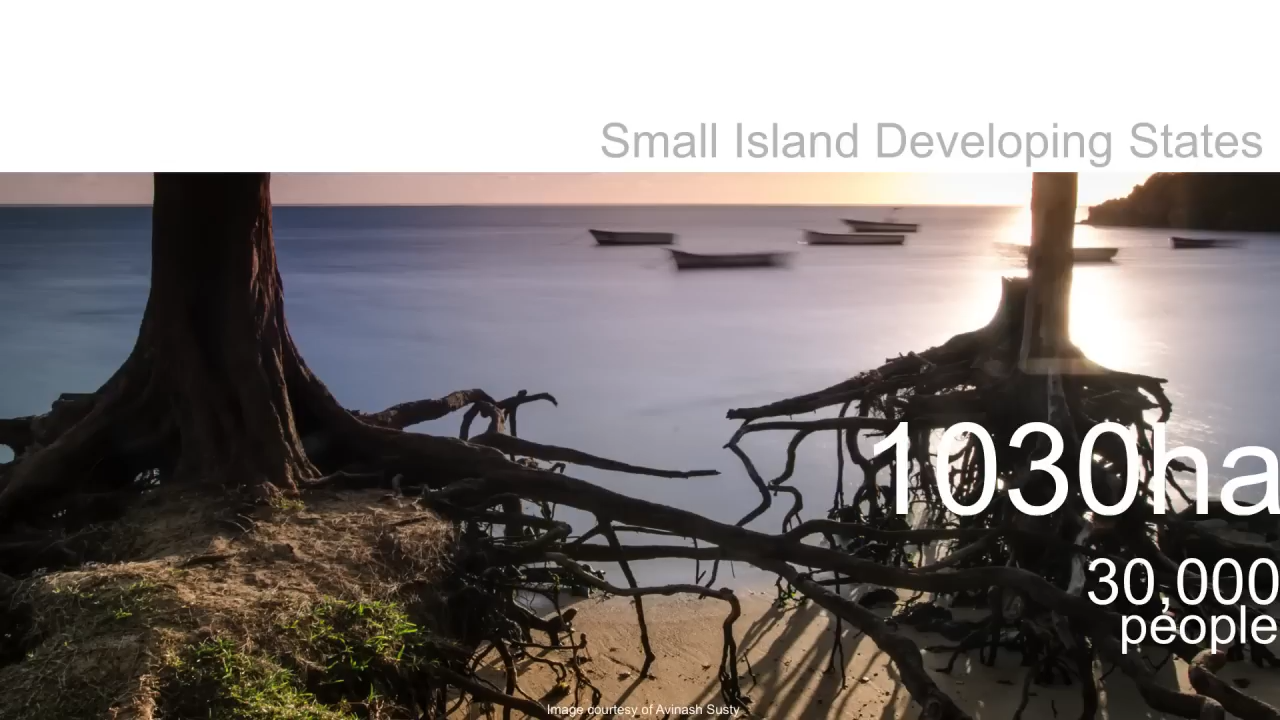 Small Island Developing States
1030ha
30,000
people
Image courtesy of Avinash Susty